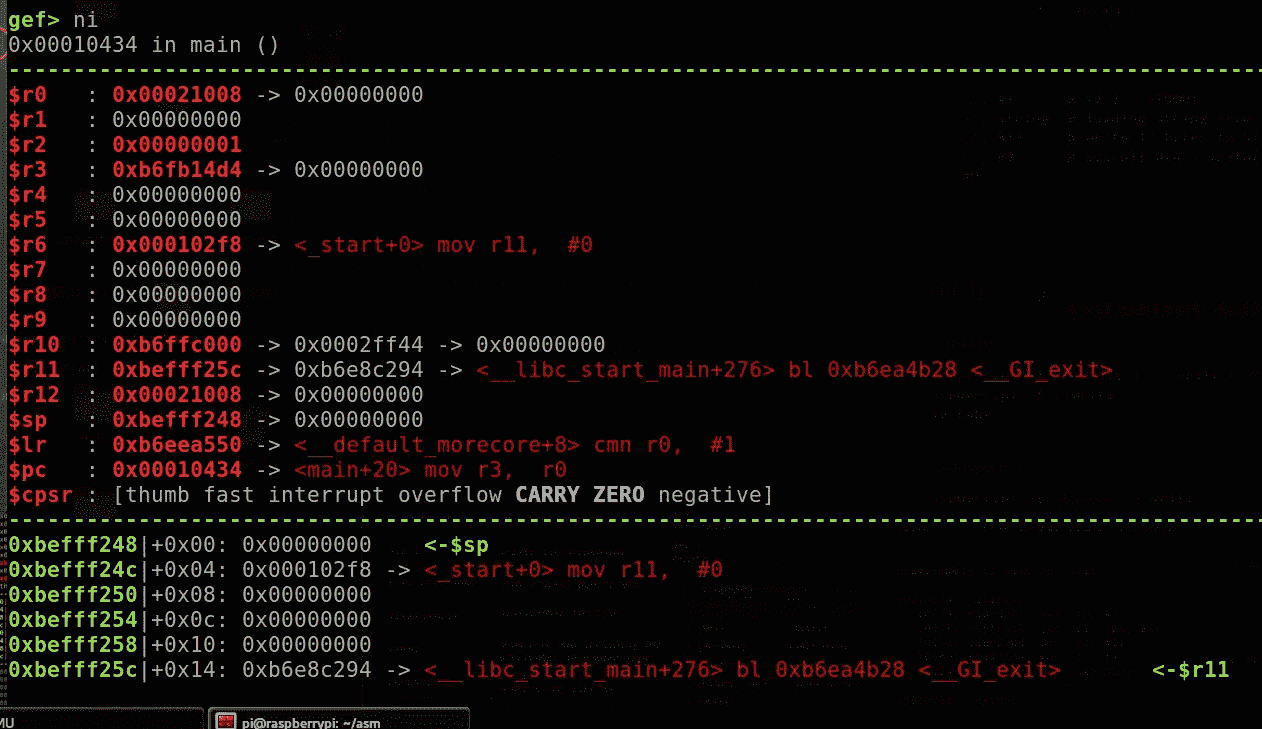 gef> ni
0x00010434 in main ()
$r0   : 0x00021008 -> 0x00000000
$r1   : 0x00000000
$r2   : 0x00000001
$r3   : 0xb6fb14d4 -> 0x00000000
$r4   : 0x00000000
$r5   : 0x00000000
$r6   : 0x000102f8 -> <_start+0> mov r11,  #0
$r7   : 0x00000000
$r8   : 0x00000000
$r9   : 0x00000000
$r10  : 0xb6ffc000 -> 0x0002ff44 -> 0x00000000
$r11  : 0xbefff25c -> 0xb6e8c294 -> <__libc_start_main+276> bl 0xb6ea4b28 <__GI_exit>
$r12  : 0x00021008 -> 0x00000000
$sp   : 0xbefff248 -> 0x00000000
$lr   : 0xb6eea550 -> <__default_morecore+8> cmn r0,  #1
$pc   : 0x00010434 -> <main+20> mov r3,  r0
$cpsr : [thumb fast interrupt overflow CARRY ZERO negative]
0xbefff248|+0x00: 0x00000000    <-$sp
0xbefff24c|+0x04: 0x000102f8 -> <_start+0> mov r11,  #0
0xbefff250|+0x08: 0x00000000
0xbefff254|+0x0c: 0x00000000
0xbefff258|+0x10: 0x00000000
0xbefff25c|+0x14: 0xb6e8c294 -> <__libc_start_main+276> bl 0xb6ea4b28 <__GI_exit>       <-$r11
MU pi@raspberrypi: ~/asm